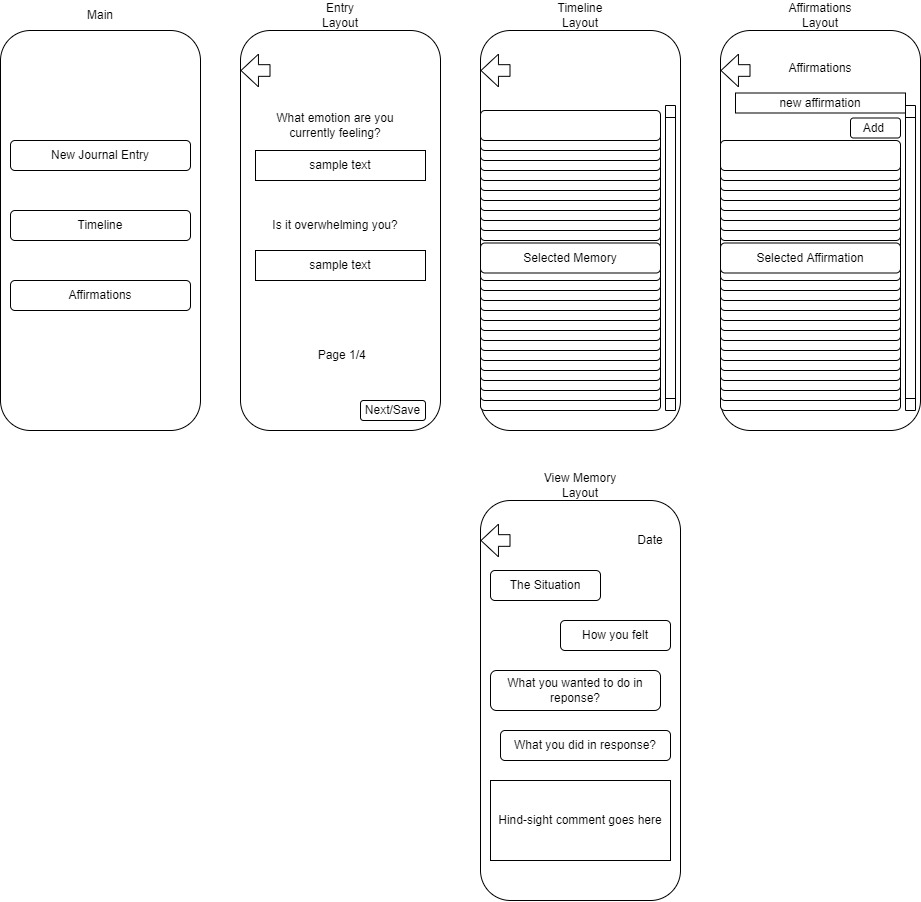 Main
New Journal Entry
Timeline
Affirmations
Entry
Layout
What emotion are you
currently feeling?
sample text
Is it overwhelming you?
sample text
Page 1/4
Next/Save
Timeline
Layout
Selected Memory
Affirmations
Layout
Affirmations
new affirmation
Add
Selected Affirmation
View Memory
Layout
Date
The Situation
How you felt
What you wanted to do in
reponse?
What you did in response?
Hind-sight comment goes here